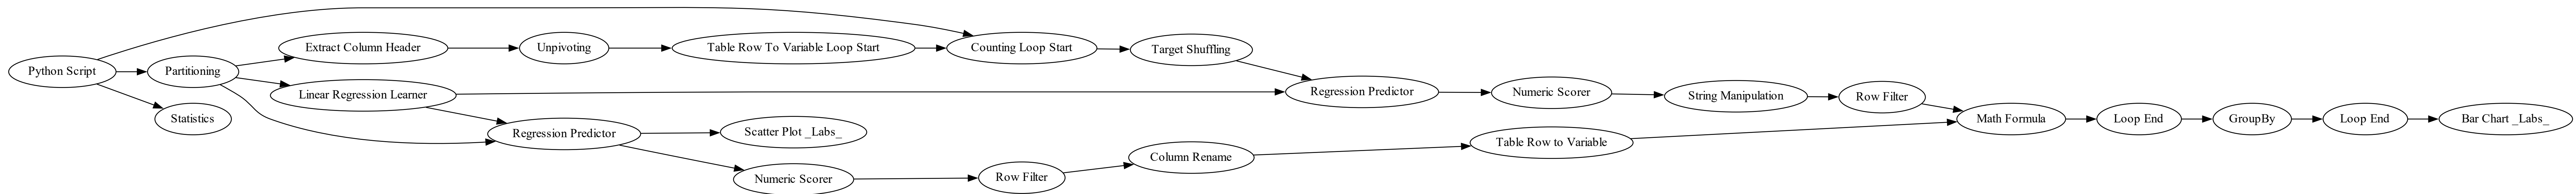 Python Script
Partitioning
Statistics
Extract Column Header
Linear Regression Learner
Unpivoting
Regression Predictor
Table Row To Variable Loop Start
Scatter Plot _Labs_
Numeric Scorer
Counting Loop Start
Row Filter
Target Shuffling
Column Rename
Regression Predictor
Numeric Scorer
Table Row to Variable
String Manipulation
Row Filter
Math Formula
Loop End
GroupBy
Loop End
Bar Chart _Labs_